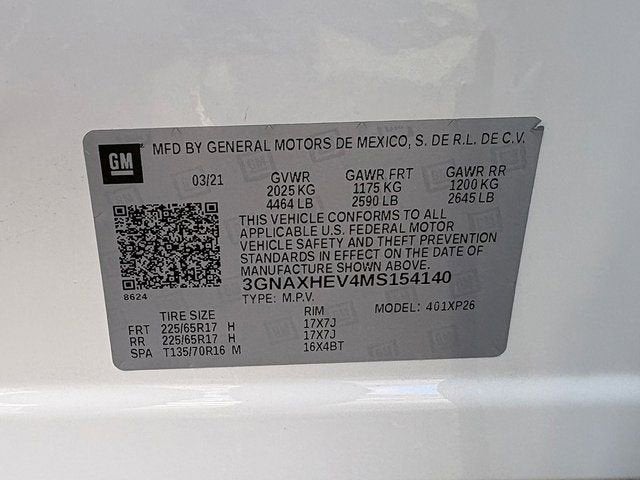 GM
MFD BY GENERAL MOTORS DE MEXICO, S. DE R.L. DE C.V.
03/21 GVWR GAWR FRT GAWR RR
2025 KG 1175 KG 1200 KG
4464 LB 2590 LB 2645 LB
THIS VEHICLE CONFORMS TO ALL
APPLICABLE U.S. FEDERAL MOTOR
VEHICLE SAFETY AND THEFT PREVENTION
STANDARDS IN EFFECT ON THE DATE OF
MANUFACTURE SHOWN ABOVE.
8624 3GNAXHEV4MS154140
TYPE: M.P.V. MODEL: 401XP26
TIRE SIZE RIM
FRT 225/65R17 H 17X7J
RR 225/65R17 H 17X7J
SPA T135/70R16 M 16X4BT